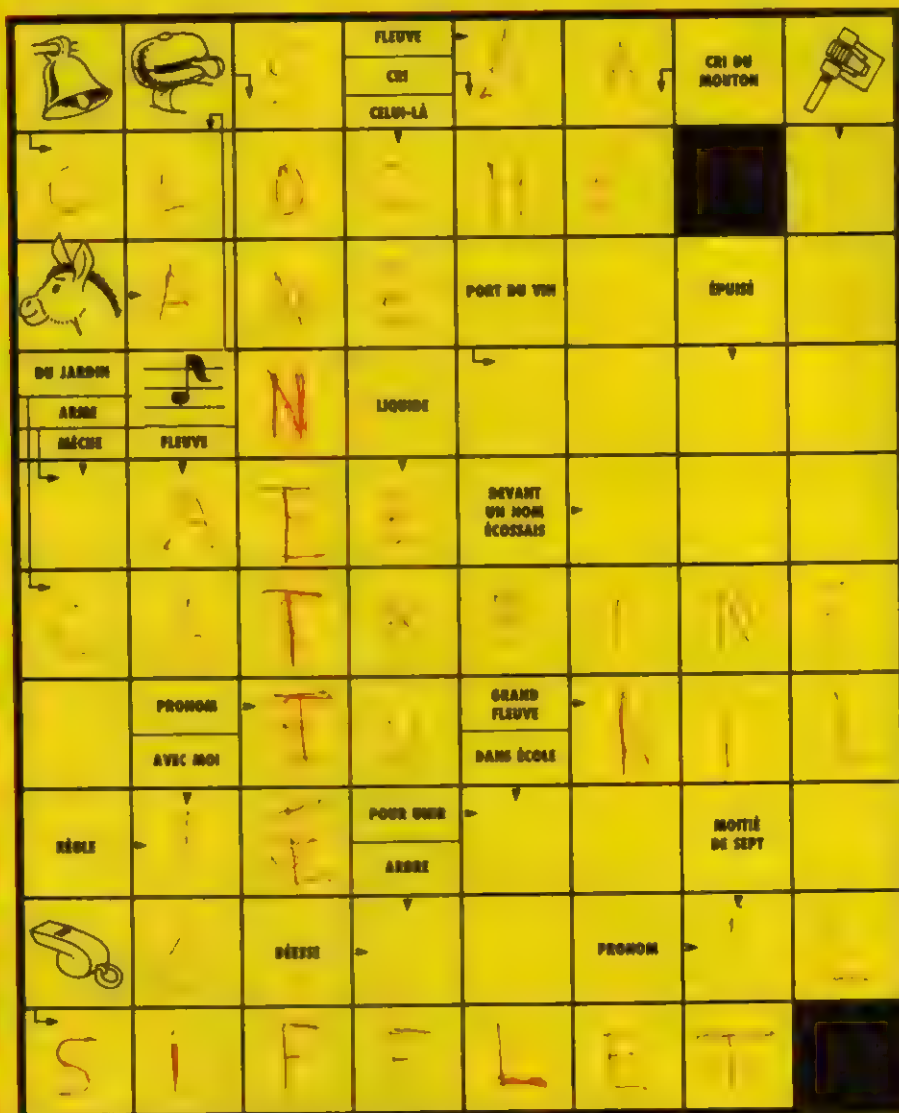 FLEUVE
CRI
CELUI-LÀ
CRI DU MOUTON
A
C L O C H E
A N E
PORT DU VIN
ÉPUISÉ
DU JARDIN
ARME
MÈCHE
FLEUVE
N
LIQUIDE
A E
DEVANT UN NOM ÉCOSSAIS
C I T R O I N
PRONOM
AVEC MOI
T U
GRAND FLEUVE
DANS ÉCOLE
N I L
RÈGLE
T E
POUR UNIR
ARBRE
MOITIÉ DE SEPT
DÉESSE
PRONOM
S I F F L E T